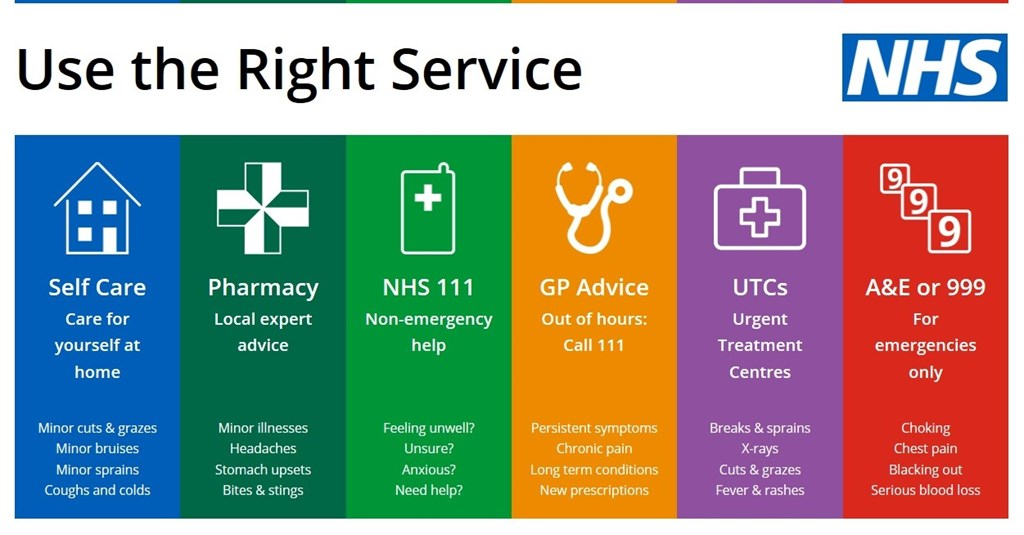 Use the Right Service
NHS
Self Care
Care for
yourself at
home
Minor cuts & grazes
Minor bruises
Minor sprains
Coughs and colds
Pharmacy
Local expert
advice
Minor illnesses
Headaches
Stomach upsets
Bites & stings
NHS 111
Non-emergency
help
Feeling unwell?
Unsure?
Anxious?
Need help?
GP Advice
Out of hours:
Call 111
Persistent symptoms
Chronic pain
Long term conditions
New prescriptions
UTCs
Urgent
Treatment
Centres
Breaks & sprains
X-rays
Cuts & grazes
Fever & rashes
9
9
9
A&E or 999
For
emergencies
only
Choking
Chest pain
Blacking out
Serious blood loss